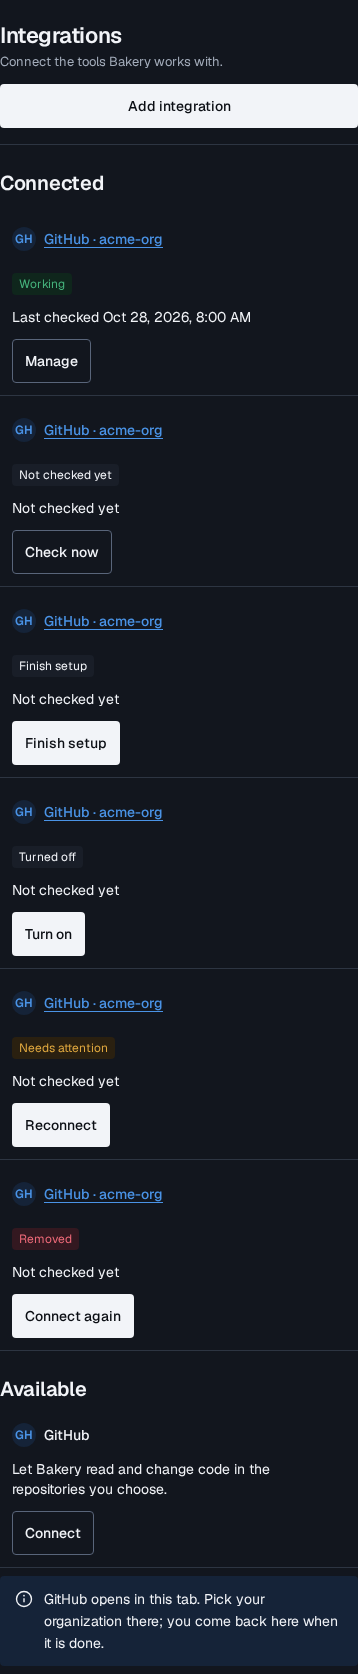 Integrations
Connect the tools Bakery works with.
Add integration
Connected
GH GitHub · acme-org
Working
Last checked Oct 28, 2026, 8:00 AM
Manage
GH GitHub · acme-org
Not checked yet
Not checked yet
Check now
GH GitHub · acme-org
Finish setup
Not checked yet
Finish setup
GH GitHub · acme-org
Turned off
Not checked yet
Turn on
GH GitHub · acme-org
Needs attention
Not checked yet
Reconnect
GH GitHub · acme-org
Removed
Not checked yet
Connect again
Available
GH GitHub
Let Bakery read and change code in the
repositories you choose.
Connect
GitHub opens in this tab. Pick your
organization there; you come back here when
it is done.